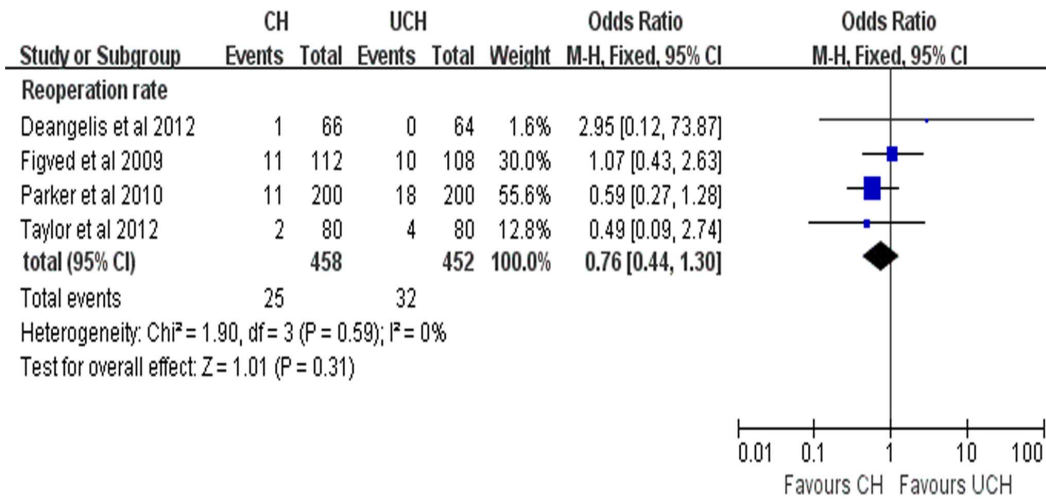 CH UCH Odds Ratio Odds Ratio
Study or Subgroup Events Total Events Total Weight M-H, Fixed, 95% CI M-H, Fixed, 95% CI
Reoperation rate
Deangelis et al 2012 1 66 0 64 1.6% 2.95 [0.12, 73.87]
Figved et al 2009 11 112 10 108 30.0% 1.07 [0.43, 2.63]
Parker et al 2010 11 200 18 200 55.6% 0.59 [0.27, 1.28]
Taylor et al 2012 2 80 4 80 12.8% 0.49 [0.09, 2.74]
total (95% CI) 458 452 100.0% 0.76 [0.44, 1.30]
Total events 25 32
Heterogeneity: Chi² = 1.90, df = 3 (P = 0.59); I² = 0%
Test for overall effect: Z = 1.01 (P = 0.31)
0.01 0.1 1 10 100
Favours CH Favours UCH